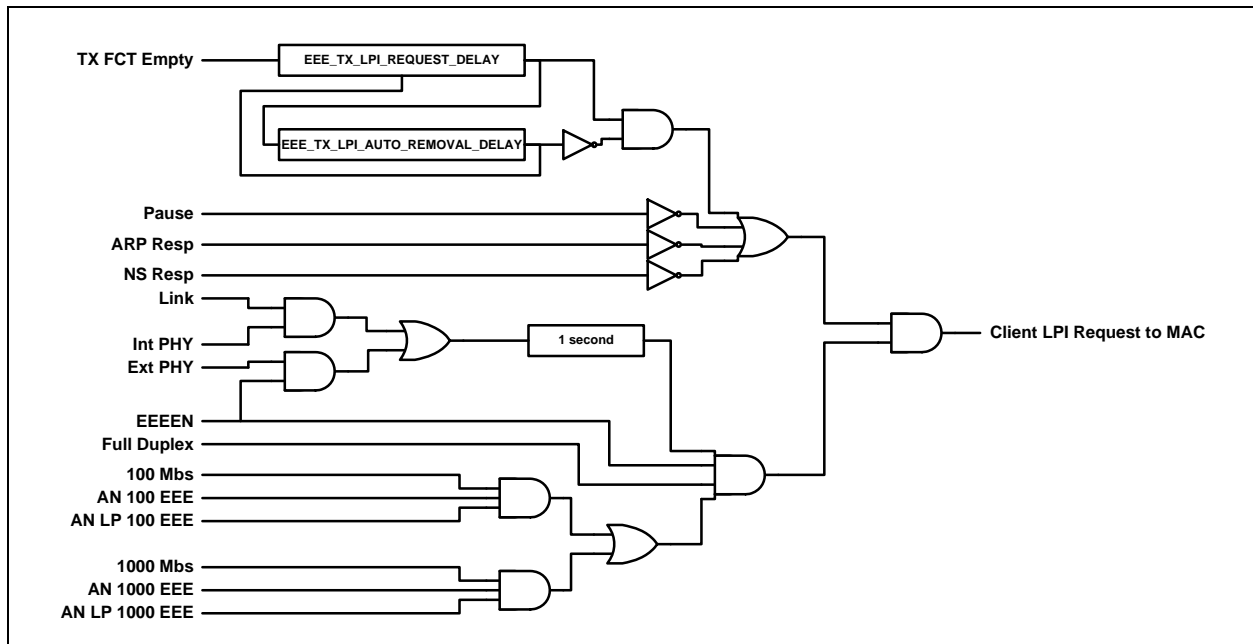 TX FCT Empty
EEE_TX_LPI_REQUEST_DELAY
EEE_TX_LPI_AUTO_REMOVAL_DELAY
Pause
ARP Resp
NS Resp
Link
Int PHY
Ext PHY
1 second
Client LPI Request to MAC
EEEEN
Full Duplex
100 Mbs
AN 100 EEE
AN LP 100 EEE
1000 Mbs
AN 1000 EEE
AN LP 1000 EEE